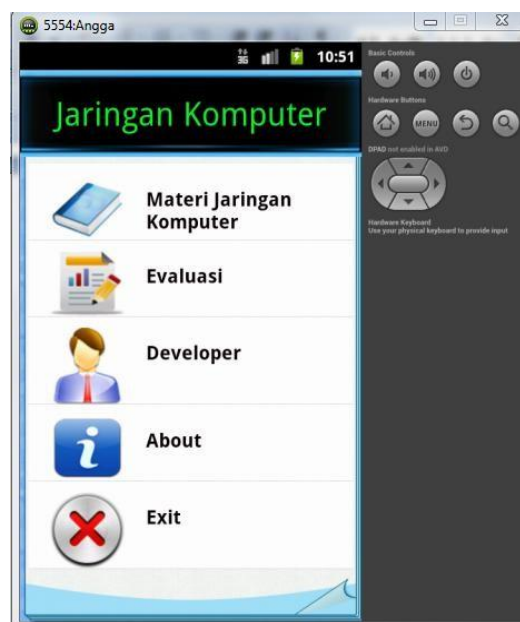 5554:Angga
3G 10:51
Jaringan Komputer
Materi Jaringan
Komputer
Evaluasi
Developer
About
Exit
Basic Controls
Hardware Buttons
MENU
DPAD not enabled in AVD
Hardware Keyboard
Use your physical keyboard to provide input